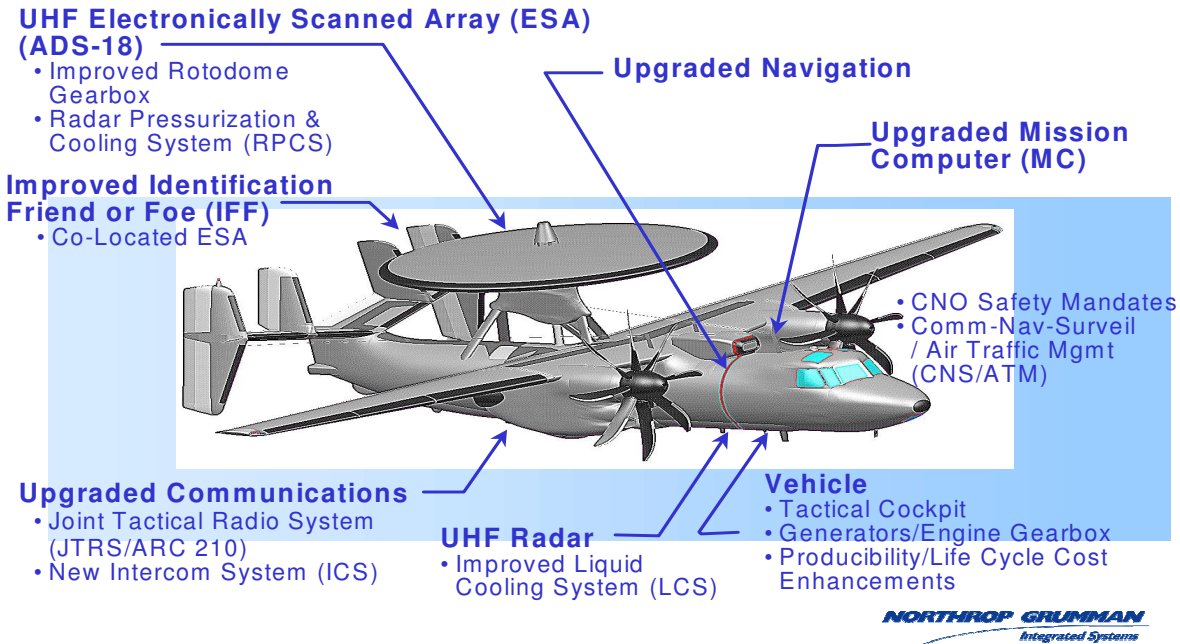 UHF Electronically Scanned Array (ESA)
(ADS-18)
• Improved Rotodome
Gearbox
• Radar Pressurization &
Cooling System (RPCS)
Upgraded Navigation
Upgraded Mission
Computer (MC)
Improved Identification
Friend or Foe (IFF)
• Co-Located ESA
• CNO Safety Mandates
• Comm-Nav-Surveil
/ Air Traffic Mgmt
(CNS/ATM)
Upgraded Communications
• Joint Tactical Radio System
(JTRS/ARC 210)
• New Intercom System (ICS)
UHF Radar
• Improved Liquid
Cooling System (LCS)
Vehicle
• Tactical Cockpit
• Generators/Engine Gearbox
• Producibility/Life Cycle Cost
Enhancements
NORTHROP GRUMMAN
Integrated Systems